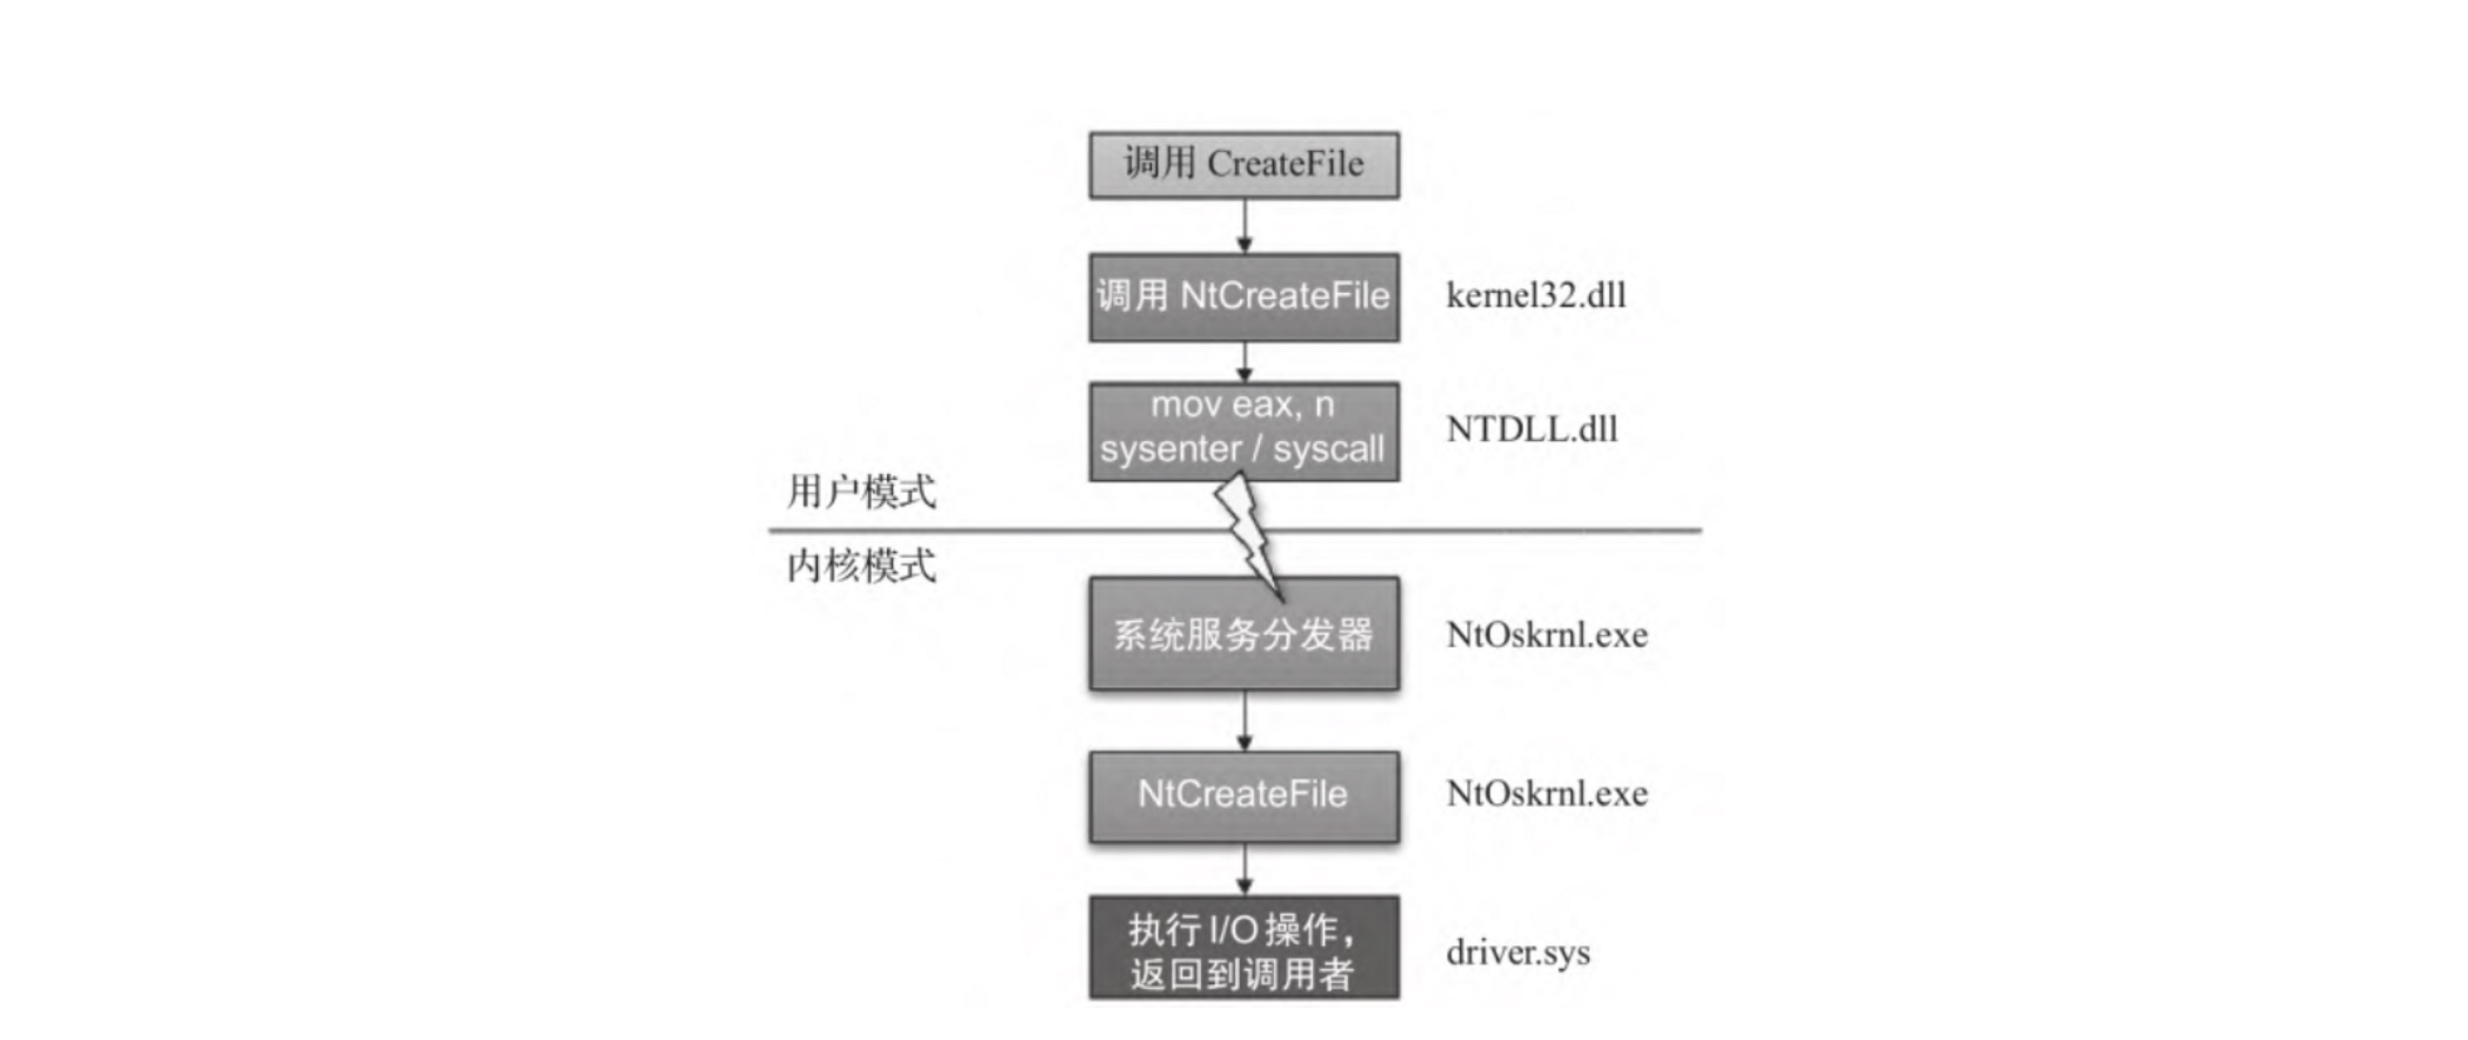 调用 CreateFile
调用 NtCreateFile
kernel32.dll
mov eax, n
sysenter / syscall
NTDLL.dll
用户模式
内核模式
系统服务分发器
NtOskrnl.exe
NtCreateFile
NtOskrnl.exe
执行 I/O 操作，
返回到调用者
driver.sys